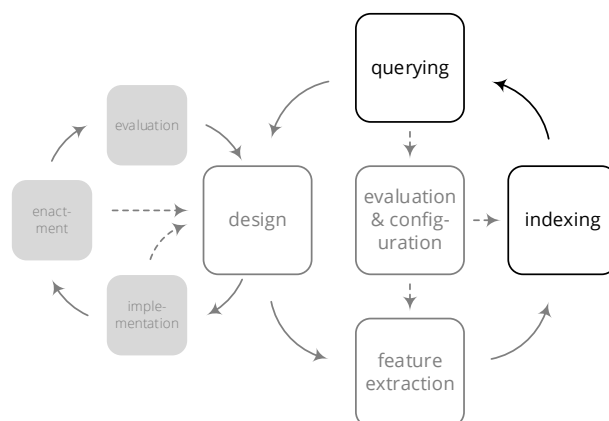 querying
evaluation
enact-
ment
design
evaluation
& config-
uration
indexing
imple-
mentation
feature
extraction